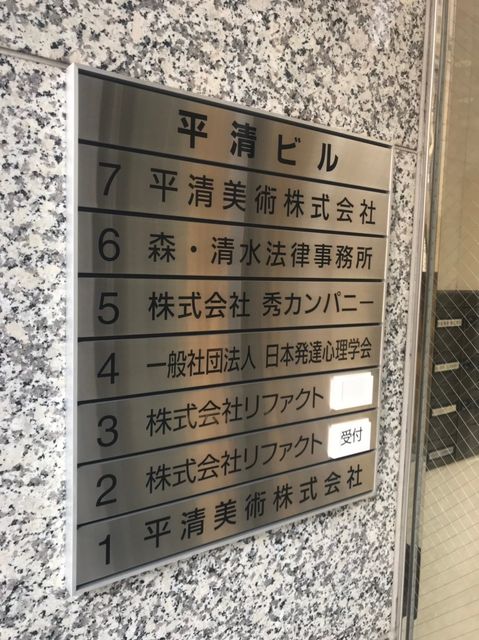 平清ビル
7 平清美術株式会社
6 森・清水法律事務所
5 株式会社 秀カンパニー
4 一般社団法人 日本発達心理学会
3 株式会社リファクト
2 株式会社リファクト 受付
1 平清美術株式会社